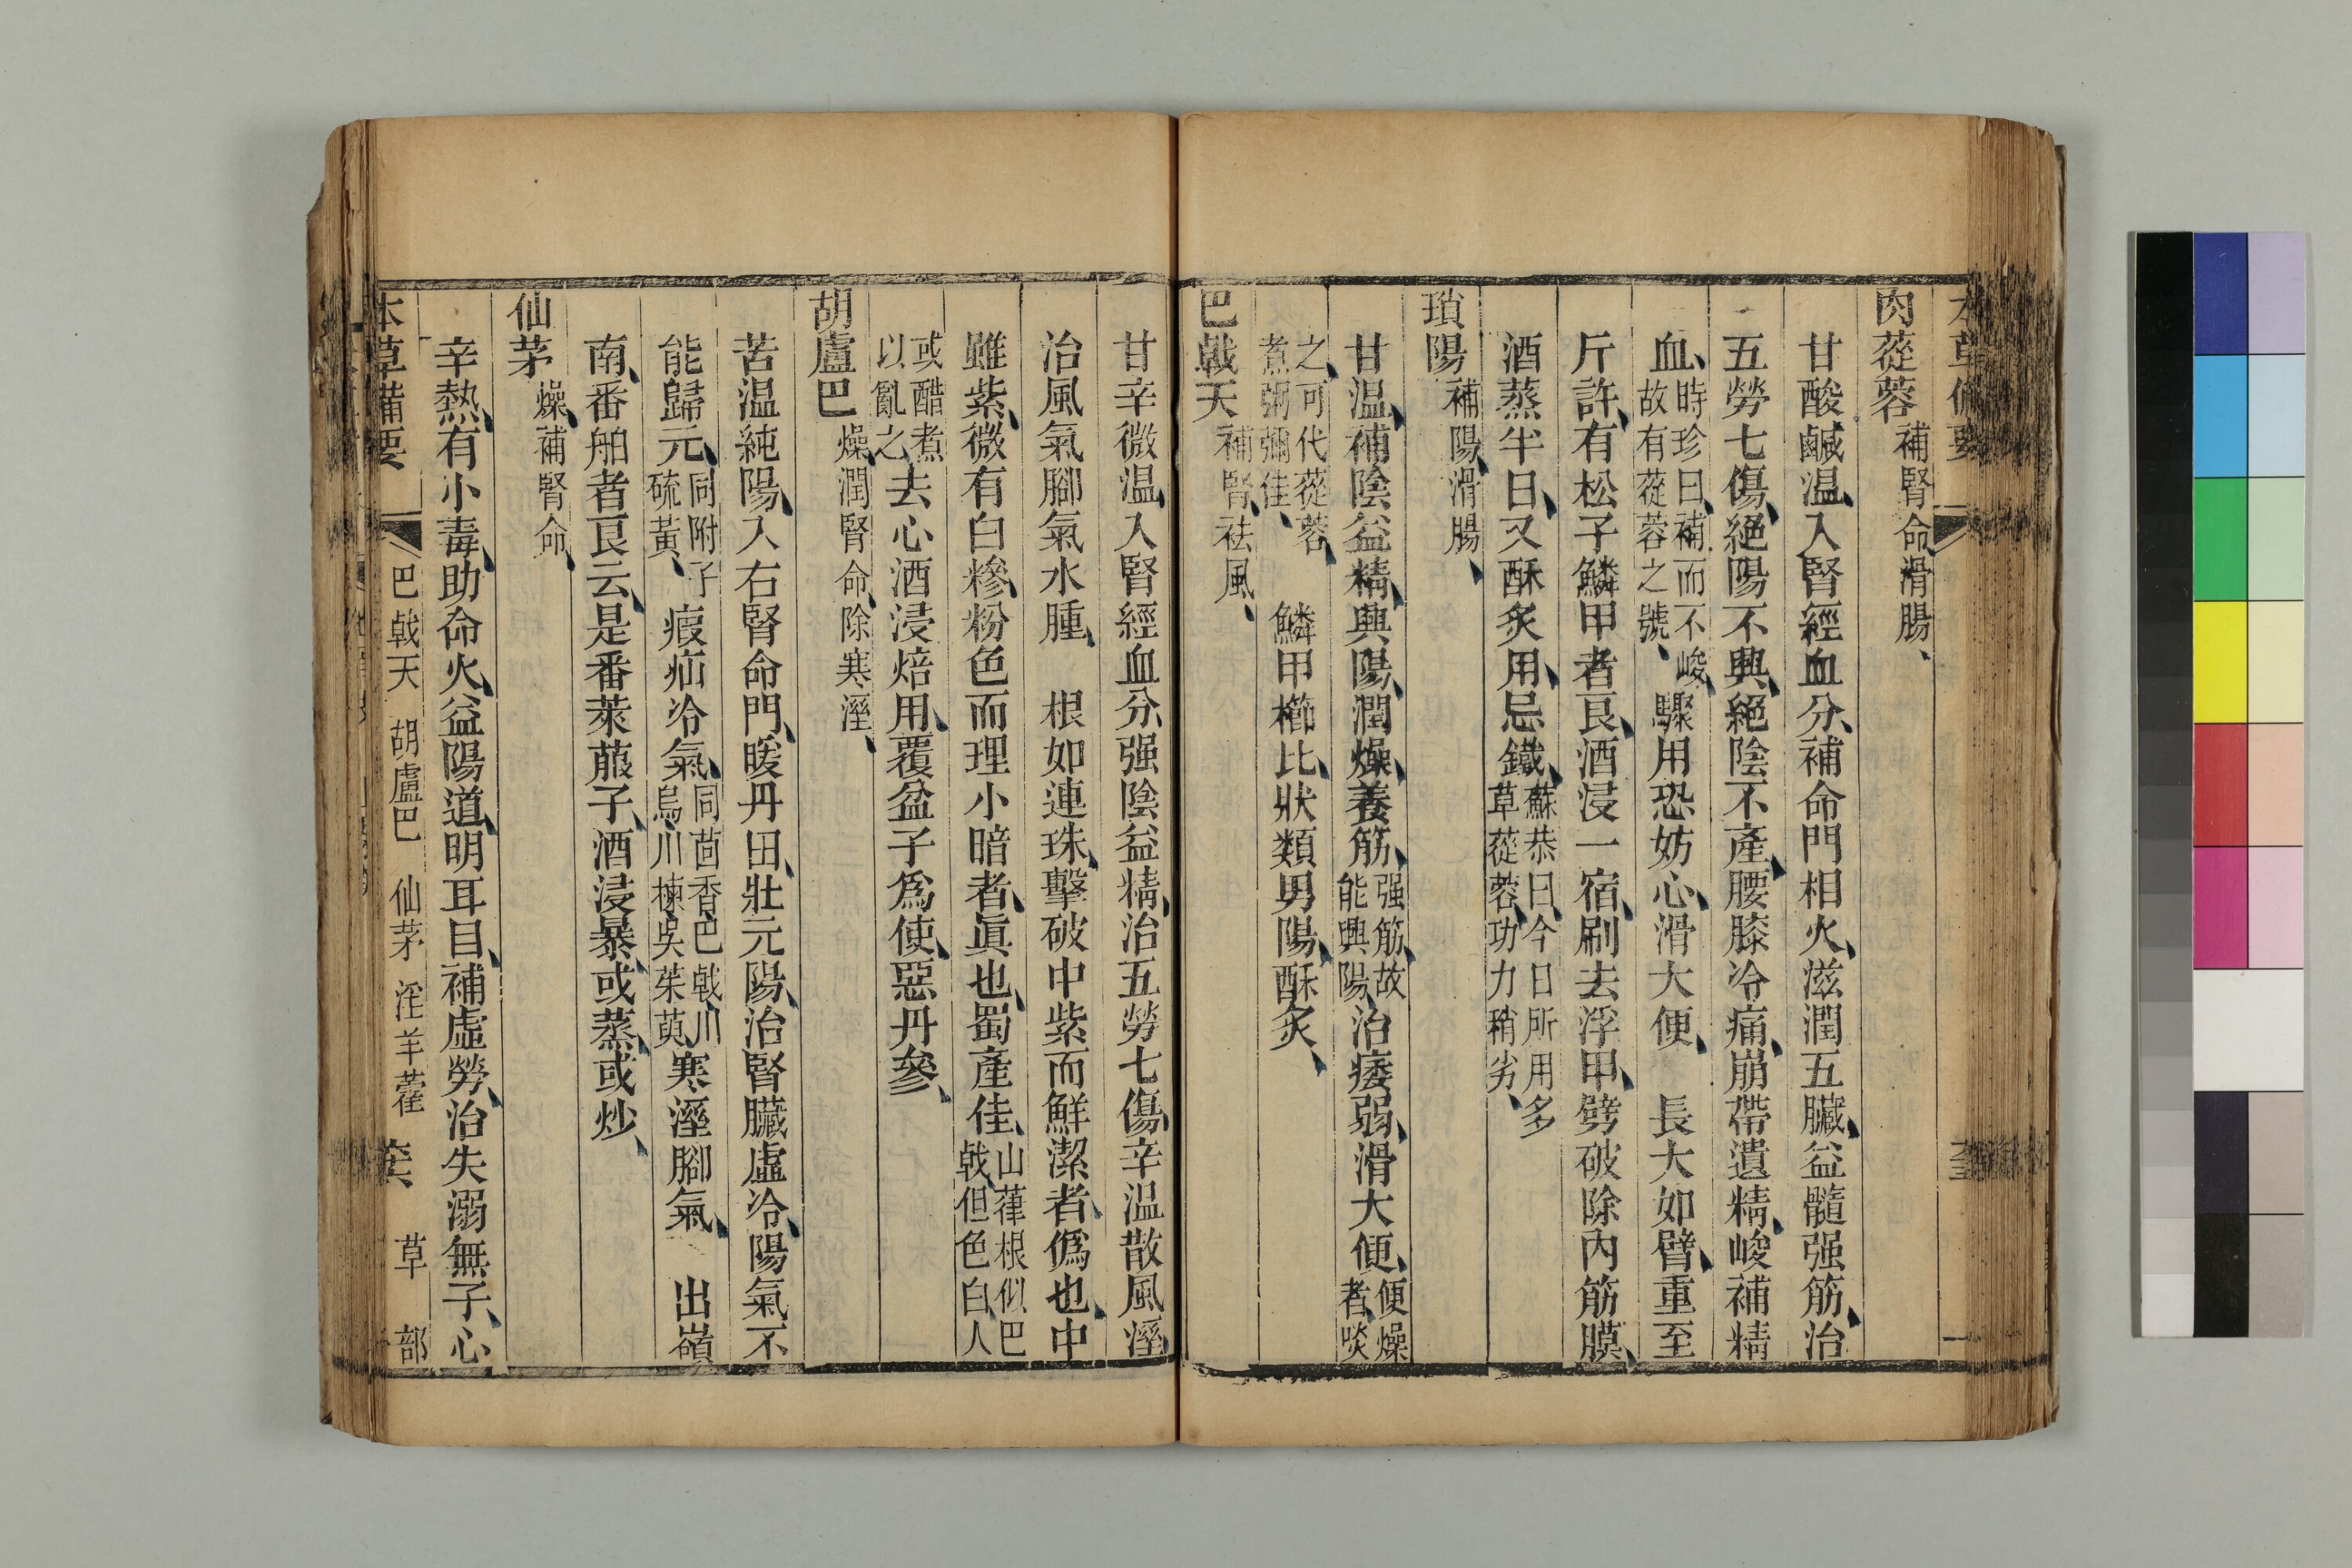 本草備要
肉蓯蓉補腎命、滑腸、
甘酸鹹温、入腎經血分、補命門相火、滋潤五臟、益髓强筋、治
五勞七傷、絕陽不興、絕陰不產、腰膝冷痛、崩帶遺精、峻補精
血、時珍曰、補而不峻、故有蓯蓉之號、驟用恐妨心、滑大便、長大如臂、重至
斤許、有松子鱗甲者良、酒浸一宿、刷去浮甲、劈破除內筋膜、
酒蒸半日、又酥炙用、忌鐵、蘇恭曰、今日所用多草蓯蓉、功力稍劣、
瑣陽補陽、滑腸、
甘温、補陰益精、興陽、潤燥、養筋、强筋、故能興陽、治痿弱、滑大便、便燥者、啖
之、可代蓯蓉、煮粥彌佳、鱗甲櫛比、狀類男陽、酥炙、
巴戟天補腎、祛風、
甘辛微温、入腎經血分、强陰益精、治五勞七傷、辛温散風溼、
治風氣腳氣水腫、根如連珠、擊破中紫而鮮潔者、僞也、中
雖紫、微有白糝、粉色而理小暗者、眞也、蜀產佳、山葎根似巴戟、但色白、人
或醋煮以亂之、去心酒浸焙用、覆盆子爲使、惡丹參、
胡盧巴燥、潤腎命、除寒溼、
苦温純陽、入右腎命門、暖丹田、壯元陽、治腎臟虛冷、陽氣不
能歸元、同附子硫黃、瘕疝冷氣、同茴香巴戟川烏、川楝吳茱萸、寒溼腳氣、出嶺
南、番舶者良、云、是番萊菔子、酒浸暴、或蒸、或炒、
仙茅燥、補腎命、
辛熱、有小毒、助命火、益陽道、明耳目、補虛勞、治失溺無子、心
本草備要 巴戟天 胡盧巴 仙茅 淫羊藿 草部